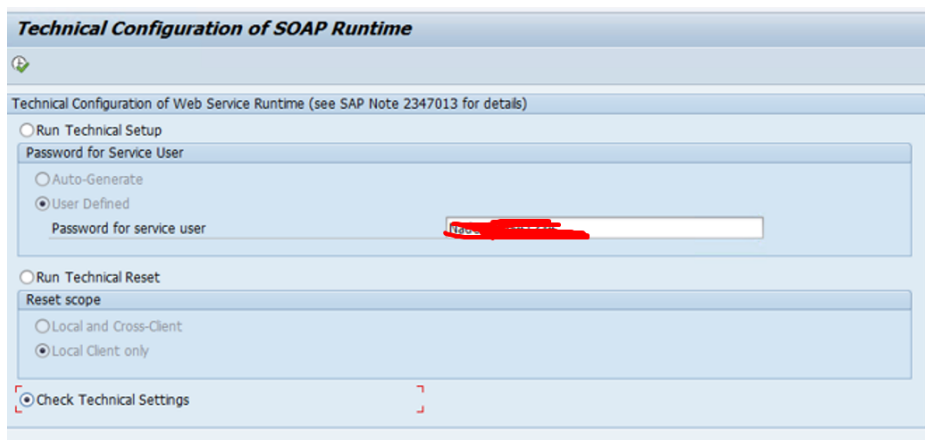 Technical Configuration of SOAP Runtime
Technical Configuration of Web Service Runtime (see SAP Note 2347013 for details)
Run Technical Setup
Password for Service User
Auto-Generate
User Defined
Password for service user
Run Technical Reset
Reset scope
Local and Cross-Client
Local Client only
Check Technical Settings